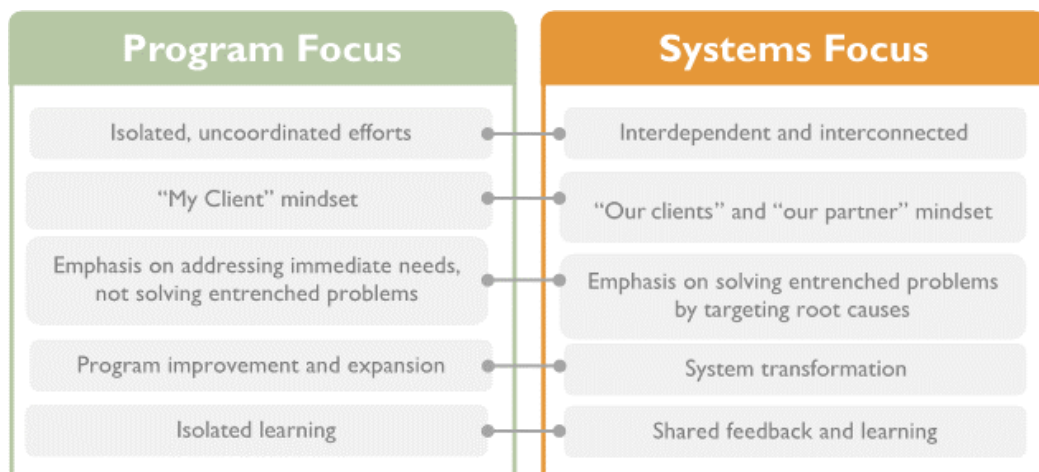 Program Focus
Systems Focus
Isolated, uncoordinated efforts
Interdependent and interconnected
“My Client” mindset
“Our clients” and “our partner” mindset
Emphasis on addressing immediate needs,
not solving entrenched problems
Emphasis on solving entrenched problems
by targeting root causes
Program improvement and expansion
System transformation
Isolated learning
Shared feedback and learning